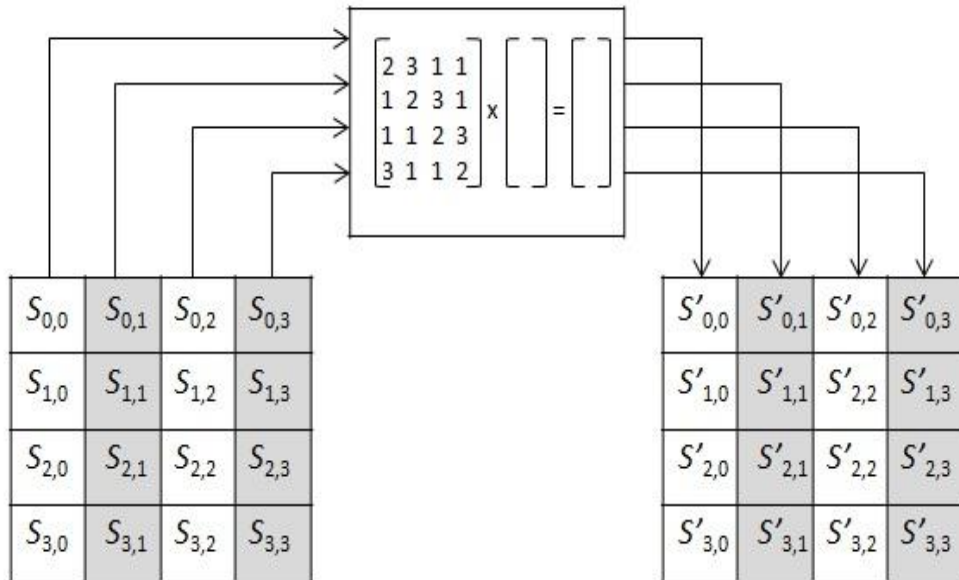 2 3 1 1
1 2 3 1
1 1 2 3
3 1 1 2
x =
S0,0 S0,1 S0,2 S0,3
S1,0 S1,1 S1,2 S1,3
S2,0 S2,1 S2,2 S2,3
S3,0 S3,1 S3,2 S3,3
S'0,0 S'0,1 S'0,2 S'0,3
S'1,0 S'1,1 S'2,2 S'1,3
S'2,0 S'2,1 S'2,2 S'2,3
S'3,0 S'3,1 S'3,2 S'3,3